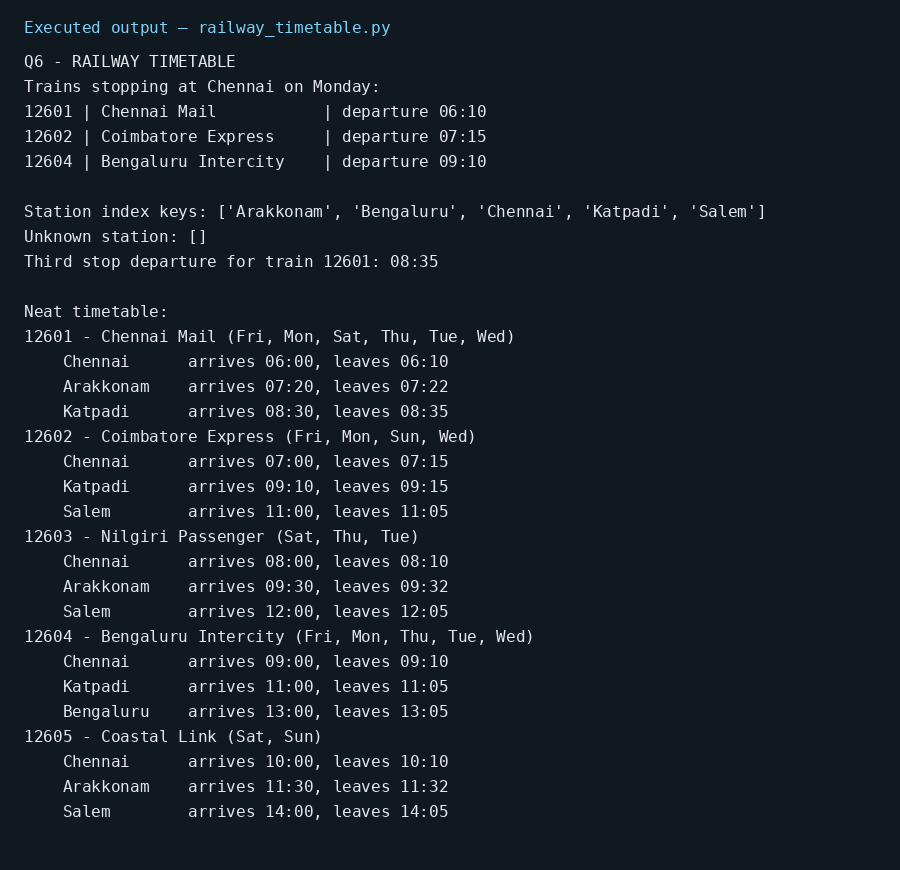 Executed output — railway_timetable.py
Q6 - RAILWAY TIMETABLE
Trains stopping at Chennai on Monday:
12601 | Chennai Mail           | departure 06:10
12602 | Coimbatore Express     | departure 07:15
12604 | Bengaluru Intercity    | departure 09:10

Station index keys: ['Arakkonam', 'Bengaluru', 'Chennai', 'Katpadi', 'Salem']
Unknown station: []
Third stop departure for train 12601: 08:35

Neat timetable:
12601 - Chennai Mail (Fri, Mon, Sat, Thu, Tue, Wed)
    Chennai      arrives 06:00, leaves 06:10
    Arakkonam    arrives 07:20, leaves 07:22
    Katpadi      arrives 08:30, leaves 08:35
12602 - Coimbatore Express (Fri, Mon, Sun, Wed)
    Chennai      arrives 07:00, leaves 07:15
    Katpadi      arrives 09:10, leaves 09:15
    Salem        arrives 11:00, leaves 11:05
12603 - Nilgiri Passenger (Sat, Thu, Tue)
    Chennai      arrives 08:00, leaves 08:10
    Arakkonam    arrives 09:30, leaves 09:32
    Salem        arrives 12:00, leaves 12:05
12604 - Bengaluru Intercity (Fri, Mon, Thu, Tue, Wed)
    Chennai      arrives 09:00, leaves 09:10
    Katpadi      arrives 11:00, leaves 11:05
    Bengaluru    arrives 13:00, leaves 13:05
12605 - Coastal Link (Sat, Sun)
    Chennai      arrives 10:00, leaves 10:10
    Arakkonam    arrives 11:30, leaves 11:32
    Salem        arrives 14:00, leaves 14:05